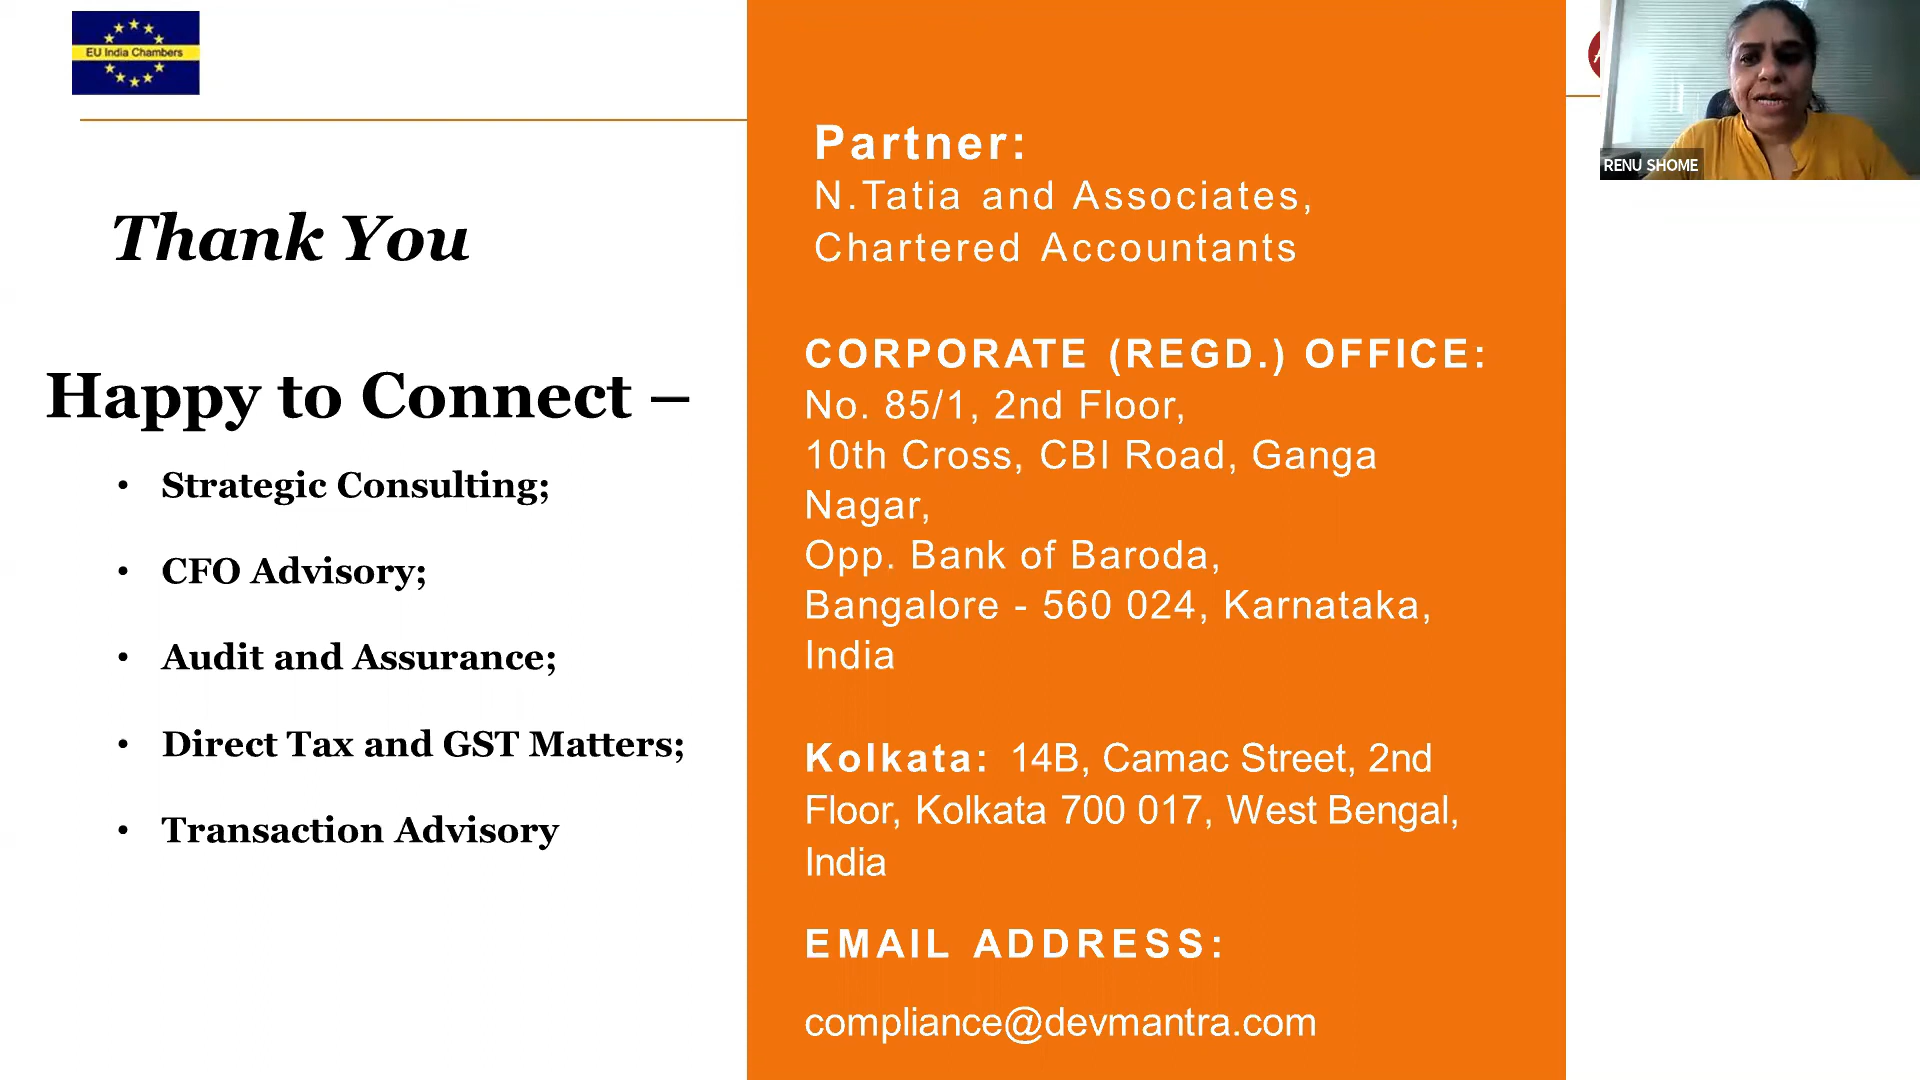 EU India Chambers
Thank You
Happy to Connect –
• Strategic Consulting;
• CFO Advisory;
• Audit and Assurance;
• Direct Tax and GST Matters;
• Transaction Advisory
Partner:
N.Tatia and Associates,
Chartered Accountants
CORPORATE (REGD.) OFFICE:
No. 85/1, 2nd Floor,
10th Cross, CBI Road, Ganga
Nagar,
Opp. Bank of Baroda,
Bangalore - 560 024, Karnataka,
India
Kolkata: 14B, Camac Street, 2nd
Floor, Kolkata 700 017, West Bengal,
India
EMAIL ADDRESS:
compliance@devmantra.com
RENU SHOME